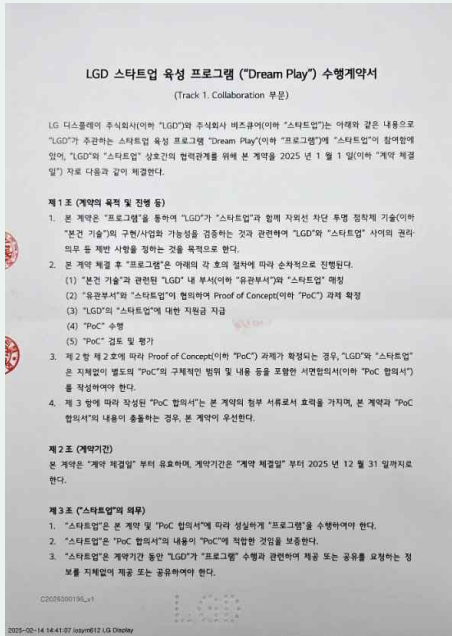 LGD 스타트업 육성 프로그램 ("Dream Play") 수행계약서
(Track 1. Collaboration 부문)
LG 디스플레이 주식회사(이하 "LGD")와 주식회사 비즈큐어(이하 "스타트업")는 아래와 같은 내용으로
"LGD"가 주관하는 스타트업 육성 프로그램 "Dream Play"(이하 "프로그램")에 "스타트업"이 참여함에
있어, "LGD"와 "스타트업" 상호간의 협력관계를 위해 본 계약을 2025 년 1 월 1 일(이하 "계약 체결
일") 자로 다음과 같이 체결한다.
제 1 조 (계약의 목적 및 진행 등)
1. 본 계약은 "프로그램"을 통하여 "LGD"가 "스타트업"과 함께 자외선 차단 투명 점착제 기술(이하
"본건 기술")의 구현/사업화 가능성을 검증하는 것과 관련하여 "LGD"와 "스타트업" 사이의 권리·
의무 등 제반 사항을 정하는 것을 목적으로 한다.
2. 본 계약 체결 후 "프로그램"은 아래의 각 호의 절차에 따라 순차적으로 진행된다.
(1) "본건 기술"과 관련된 "LGD" 내 부서(이하 "유관부서")와 "스타트업" 매칭
(2) "유관부서"와 "스타트업"이 협의하여 Proof of Concept(이하 "PoC") 과제 확정
(3) "LGD"의 "스타트업"에 대한 지원금 지급
(4) "PoC" 수행
(5) "PoC" 검토 및 평가
3. 제 2 항 제 2 호에 따라 Proof of Concept(이하 "PoC") 과제가 확정되는 경우, "LGD"와 "스타트업"
은 지체없이 별도의 "PoC"의 구체적인 범위 및 내용 등을 포함한 서면합의서(이하 "PoC 합의서")
를 작성하여야 한다.
4. 제 3 항에 따라 작성된 "PoC 합의서"는 본 계약의 첨부 서류로서 효력을 가지며, 본 계약과 "PoC
합의서"의 내용이 충돌하는 경우, 본 계약이 우선한다.
제 2 조 (계약기간)
본 계약은 "계약 체결일" 부터 유효하며, 계약기간은 "계약 체결일" 부터 2025 년 12 월 31 일까지로
한다.
제 3 조 ("스타트업"의 의무)
1. "스타트업"은 본 계약 및 "PoC 합의서"에 따라 성실하게 "프로그램"을 수행하여야 한다.
2. "스타트업"은 "PoC 합의서"의 내용이 "PoC"에 적합한 것임을 보증한다.
3. "스타트업"은 계약기간 동안 "LGD"가 "프로그램" 수행과 관련하여 제공 또는 공유를 요청하는 정
보를 지체없이 제공 또는 공유하여야 한다.
LGD
2025-02-14 14:41:07 iosym612 LG Display